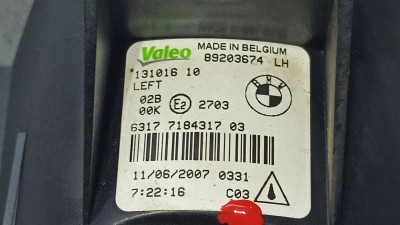 Valeo MADE IN BELGIUM
89203674 LH
131016 10
LEFT
02B
00K E2 2703
6317 7184317 03
11/06/2007 0331
7:22:16 C03